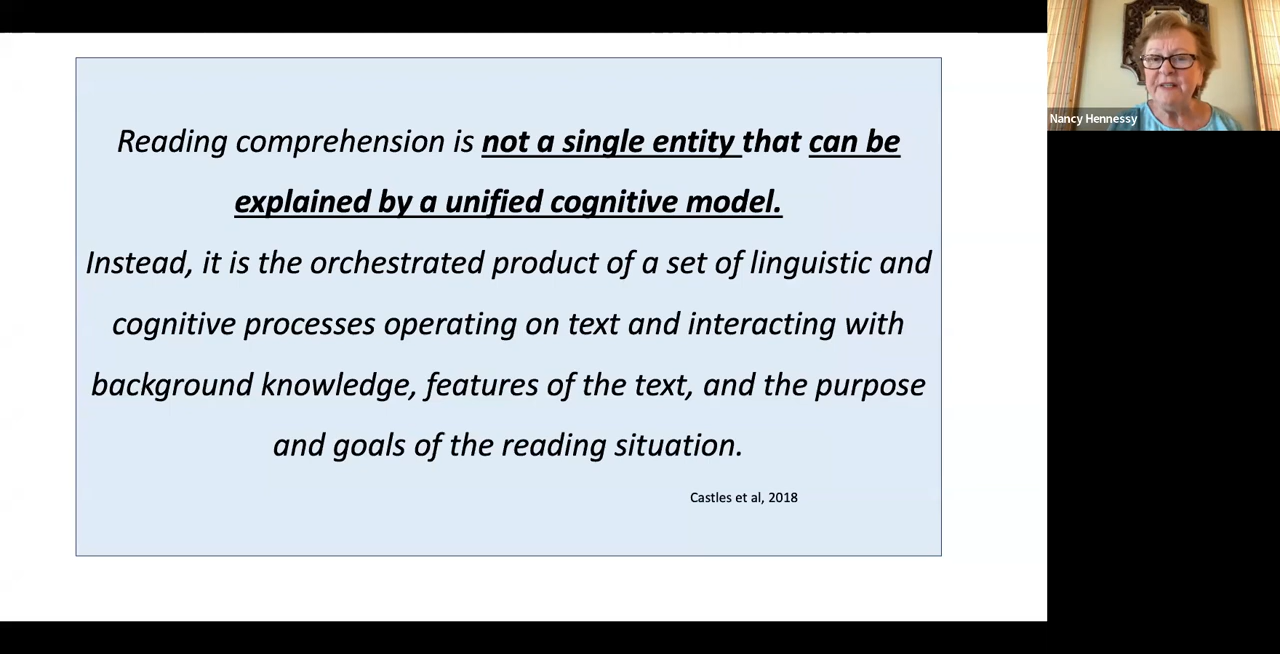 Reading comprehension is not a single entity that can be
explained by a unified cognitive model.
Instead, it is the orchestrated product of a set of linguistic and
cognitive processes operating on text and interacting with
background knowledge, features of the text, and the purpose
and goals of the reading situation.
Castles et al, 2018
Nancy Hennessy